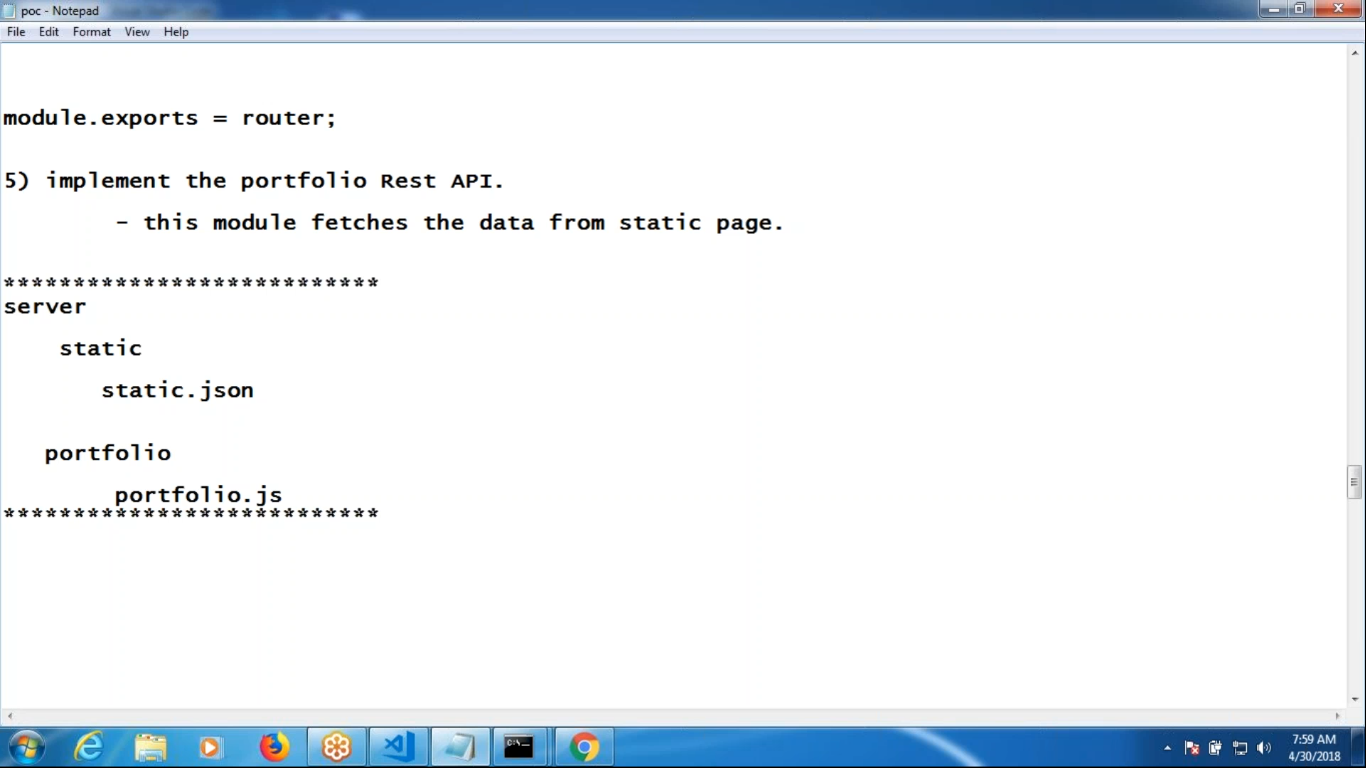 poc - Notepad
File Edit Format View Help
module.exports = router;
5) implement the portfolio Rest API.
- this module fetches the data from static page.
***************************
server
static
static.json
portfolio
portfolio.js
***************************
C:\_
7:59 AM
4/30/2018